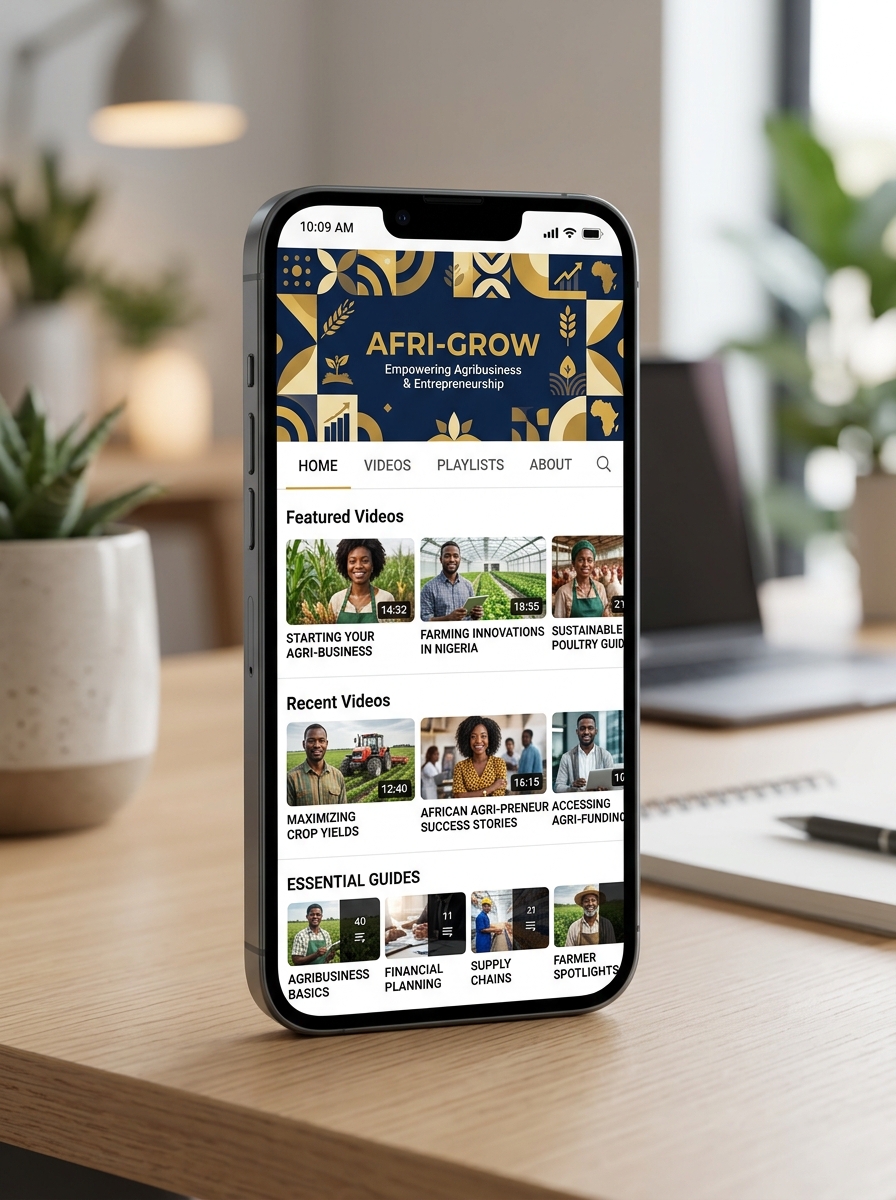 10:09 AM
AFRI-GROW
Empowering Agribusiness
& Entrepreneurship
HOME VIDEOS PLAYLISTS ABOUT
Featured Videos
14:32 18:55 21
STARTING YOUR
AGRI-BUSINESS
FARMING INNOVATIONS
IN NIGERIA
SUSTAINABLE
POULTRY GUID
Recent Videos
12:40 16:15 10
MAXIMIZING
CROP YIELDS
AFRICAN AGRI-PRENEUR
SUCCESS STORIES
ACCESSING
AGRI-FUNDING
ESSENTIAL GUIDES
40 11 21
AGRIBUSINESS
BASICS
FINANCIAL
PLANNING
SUPPLY
CHAINS
FARMER
SPOTLIGHTS